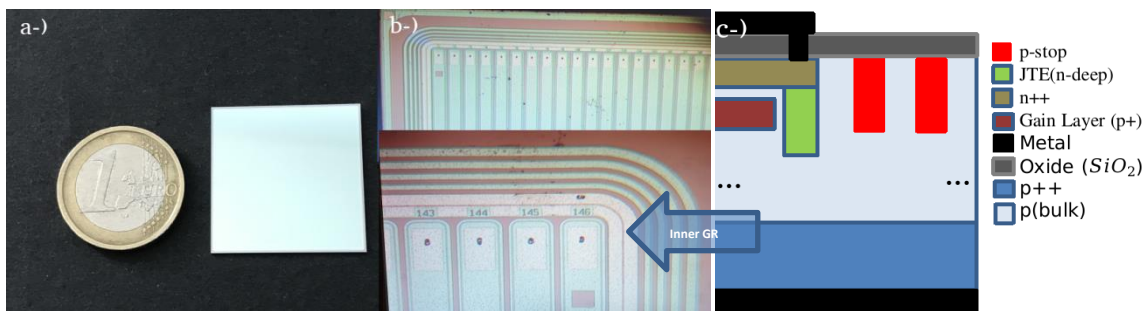 a-)
b-)
143 144 145 146
Inner GR
c-)
...
...
p-stop
JTE(n-deep)
n++
Gain Layer (p+)
Metal
Oxide (SiO₂)
p++
p(bulk)